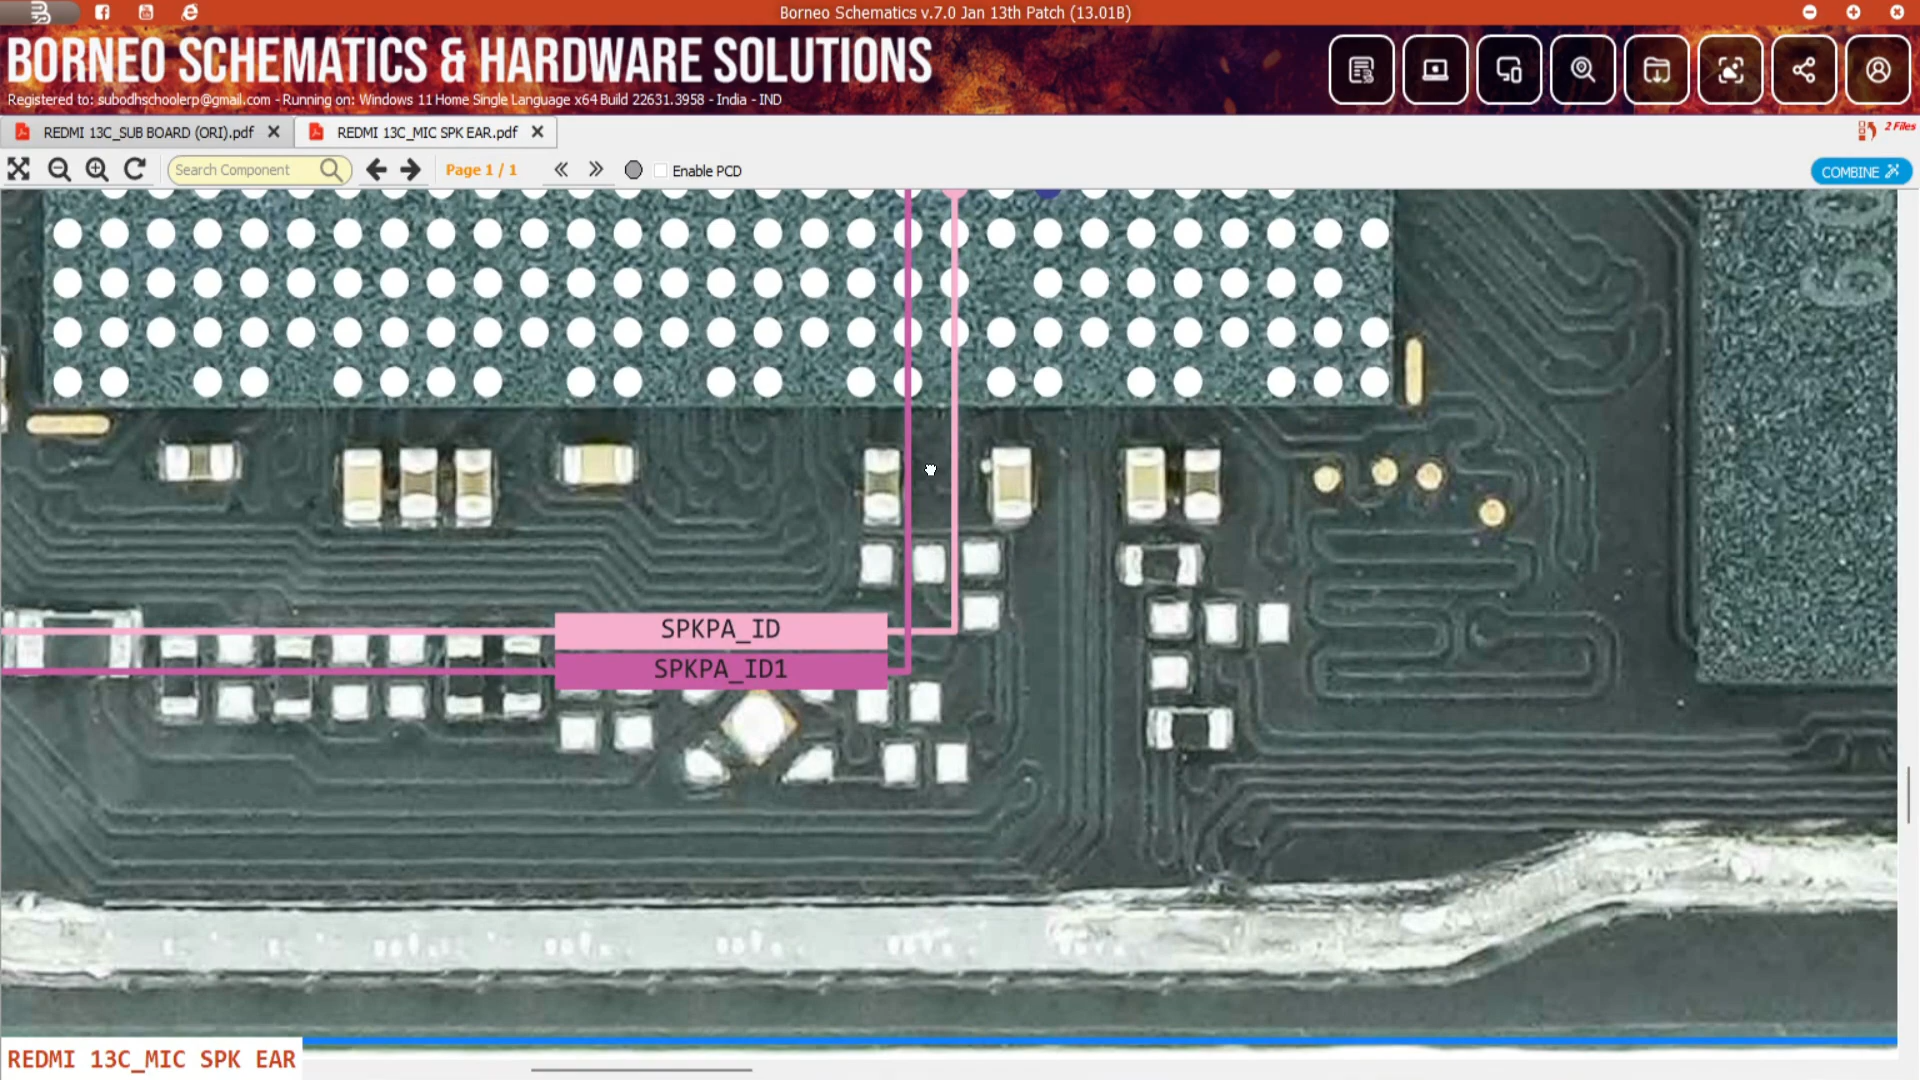 Borneo Schematics v.7.0 Jan 13th Patch (13.01B)
BORNEO SCHEMATICS & HARDWARE SOLUTIONS
Registered to: subodhschoolerp@gmail.com - Running on: Windows 11 Home Single Language x64 Build 22631.3958 - India - IND
REDMI 13C_SUB BOARD (ORI).pdf
REDMI 13C_MIC SPK EAR.pdf
2 Files
Search Component
Page 1 / 1
Enable PCD
COMBINE
SPKPA_ID
SPKPA_ID1
REDMI 13C_MIC SPK EAR